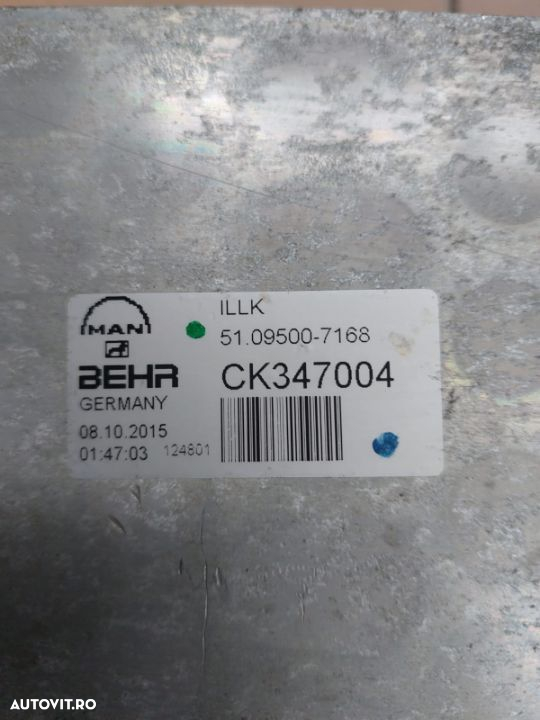 MAN
BEHR
GERMANY
08.10.2015
01:47:03 124801
ILLK
51.09500-7168
CK347004
AUTOVIT.RO